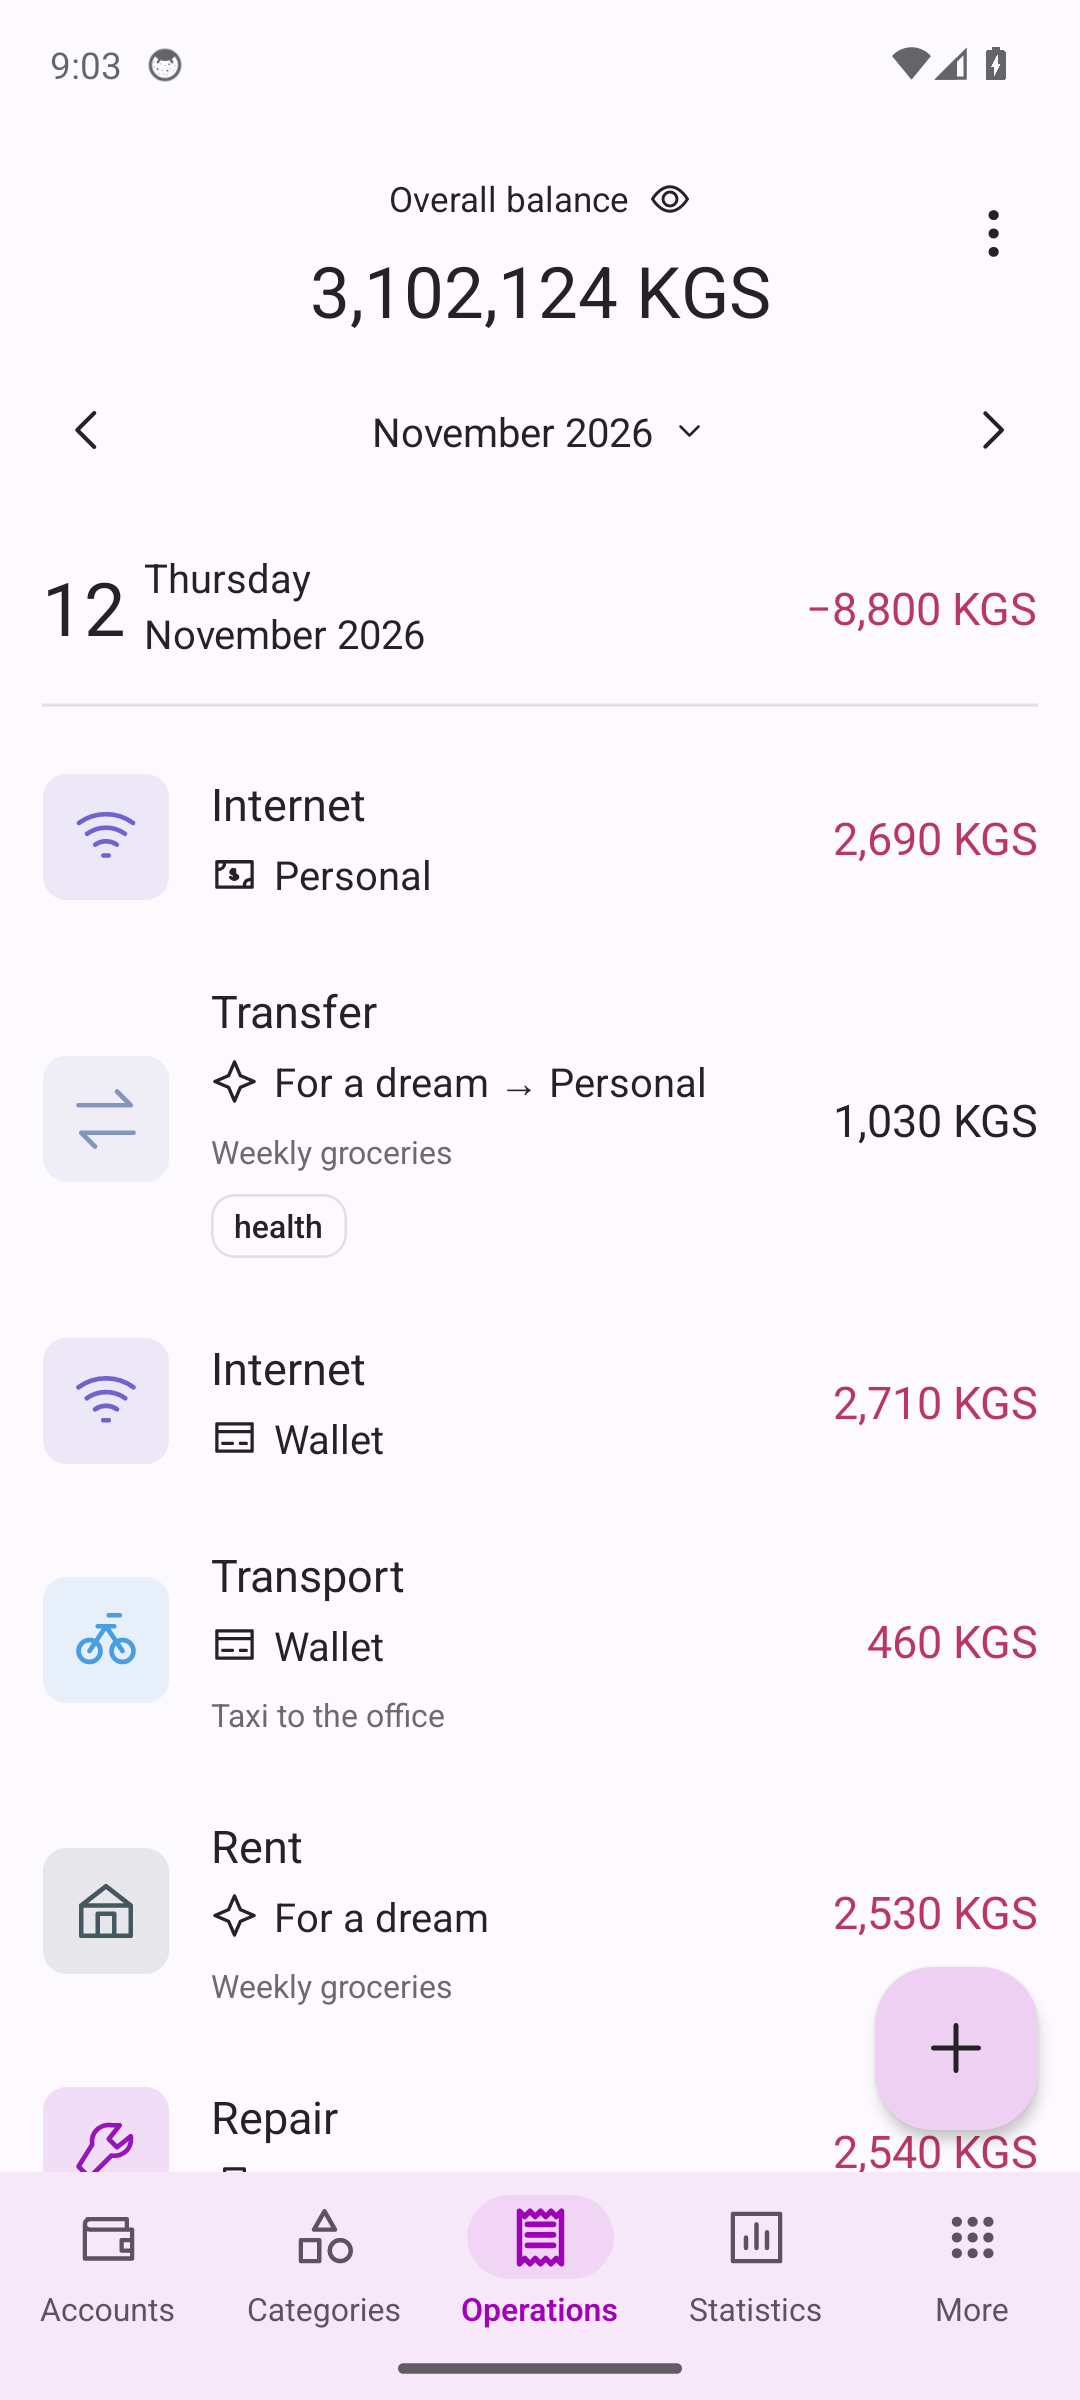 9:03
Overall balance
3,102,124 KGS
November 2026
12
Thursday
November 2026
−8,800 KGS
Internet
Personal
2,690 KGS
Transfer
For a dream → Personal
Weekly groceries
health
1,030 KGS
Internet
Wallet
2,710 KGS
Transport
Wallet
Taxi to the office
460 KGS
Rent
For a dream
Weekly groceries
2,530 KGS
Repair
2,540 KGS
Accounts
Categories
Operations
Statistics
More